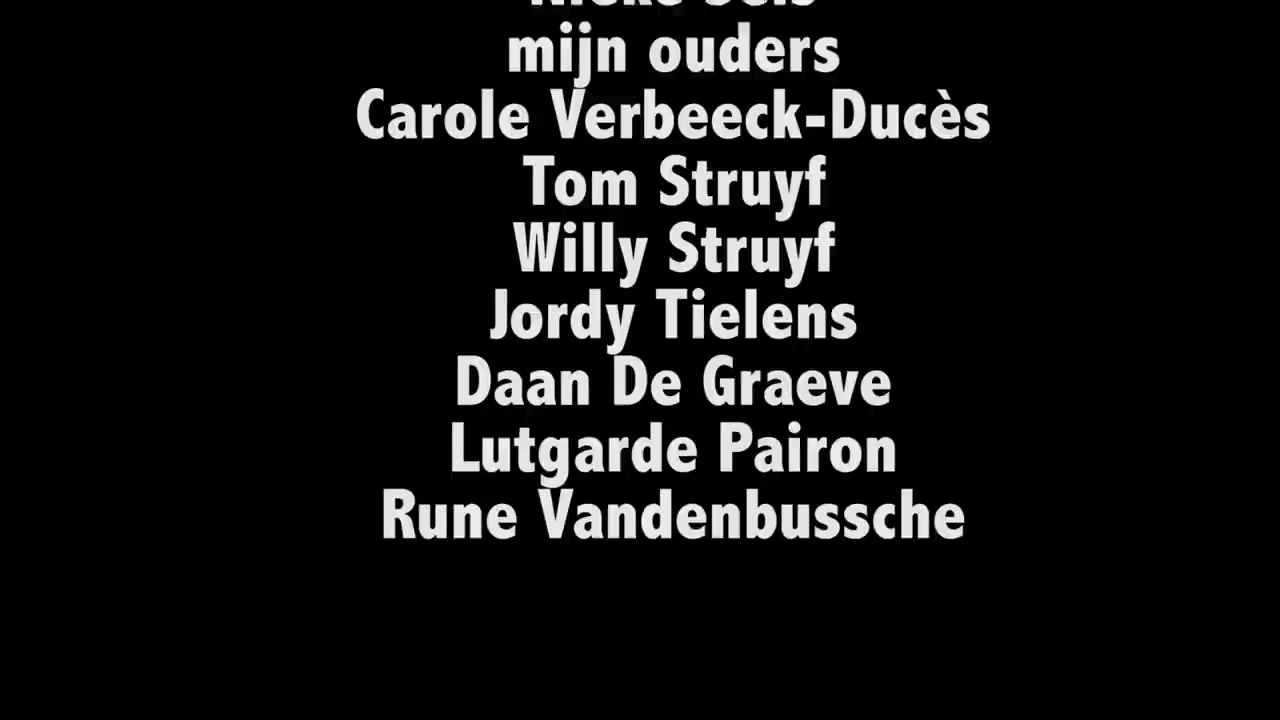 mijn ouders
Carole Verbeeck-Ducès
Tom Struyf
Willy Struyf
Jordy Tielens
Daan De Graeve
Lutgarde Pairon
Rune Vandenbussche